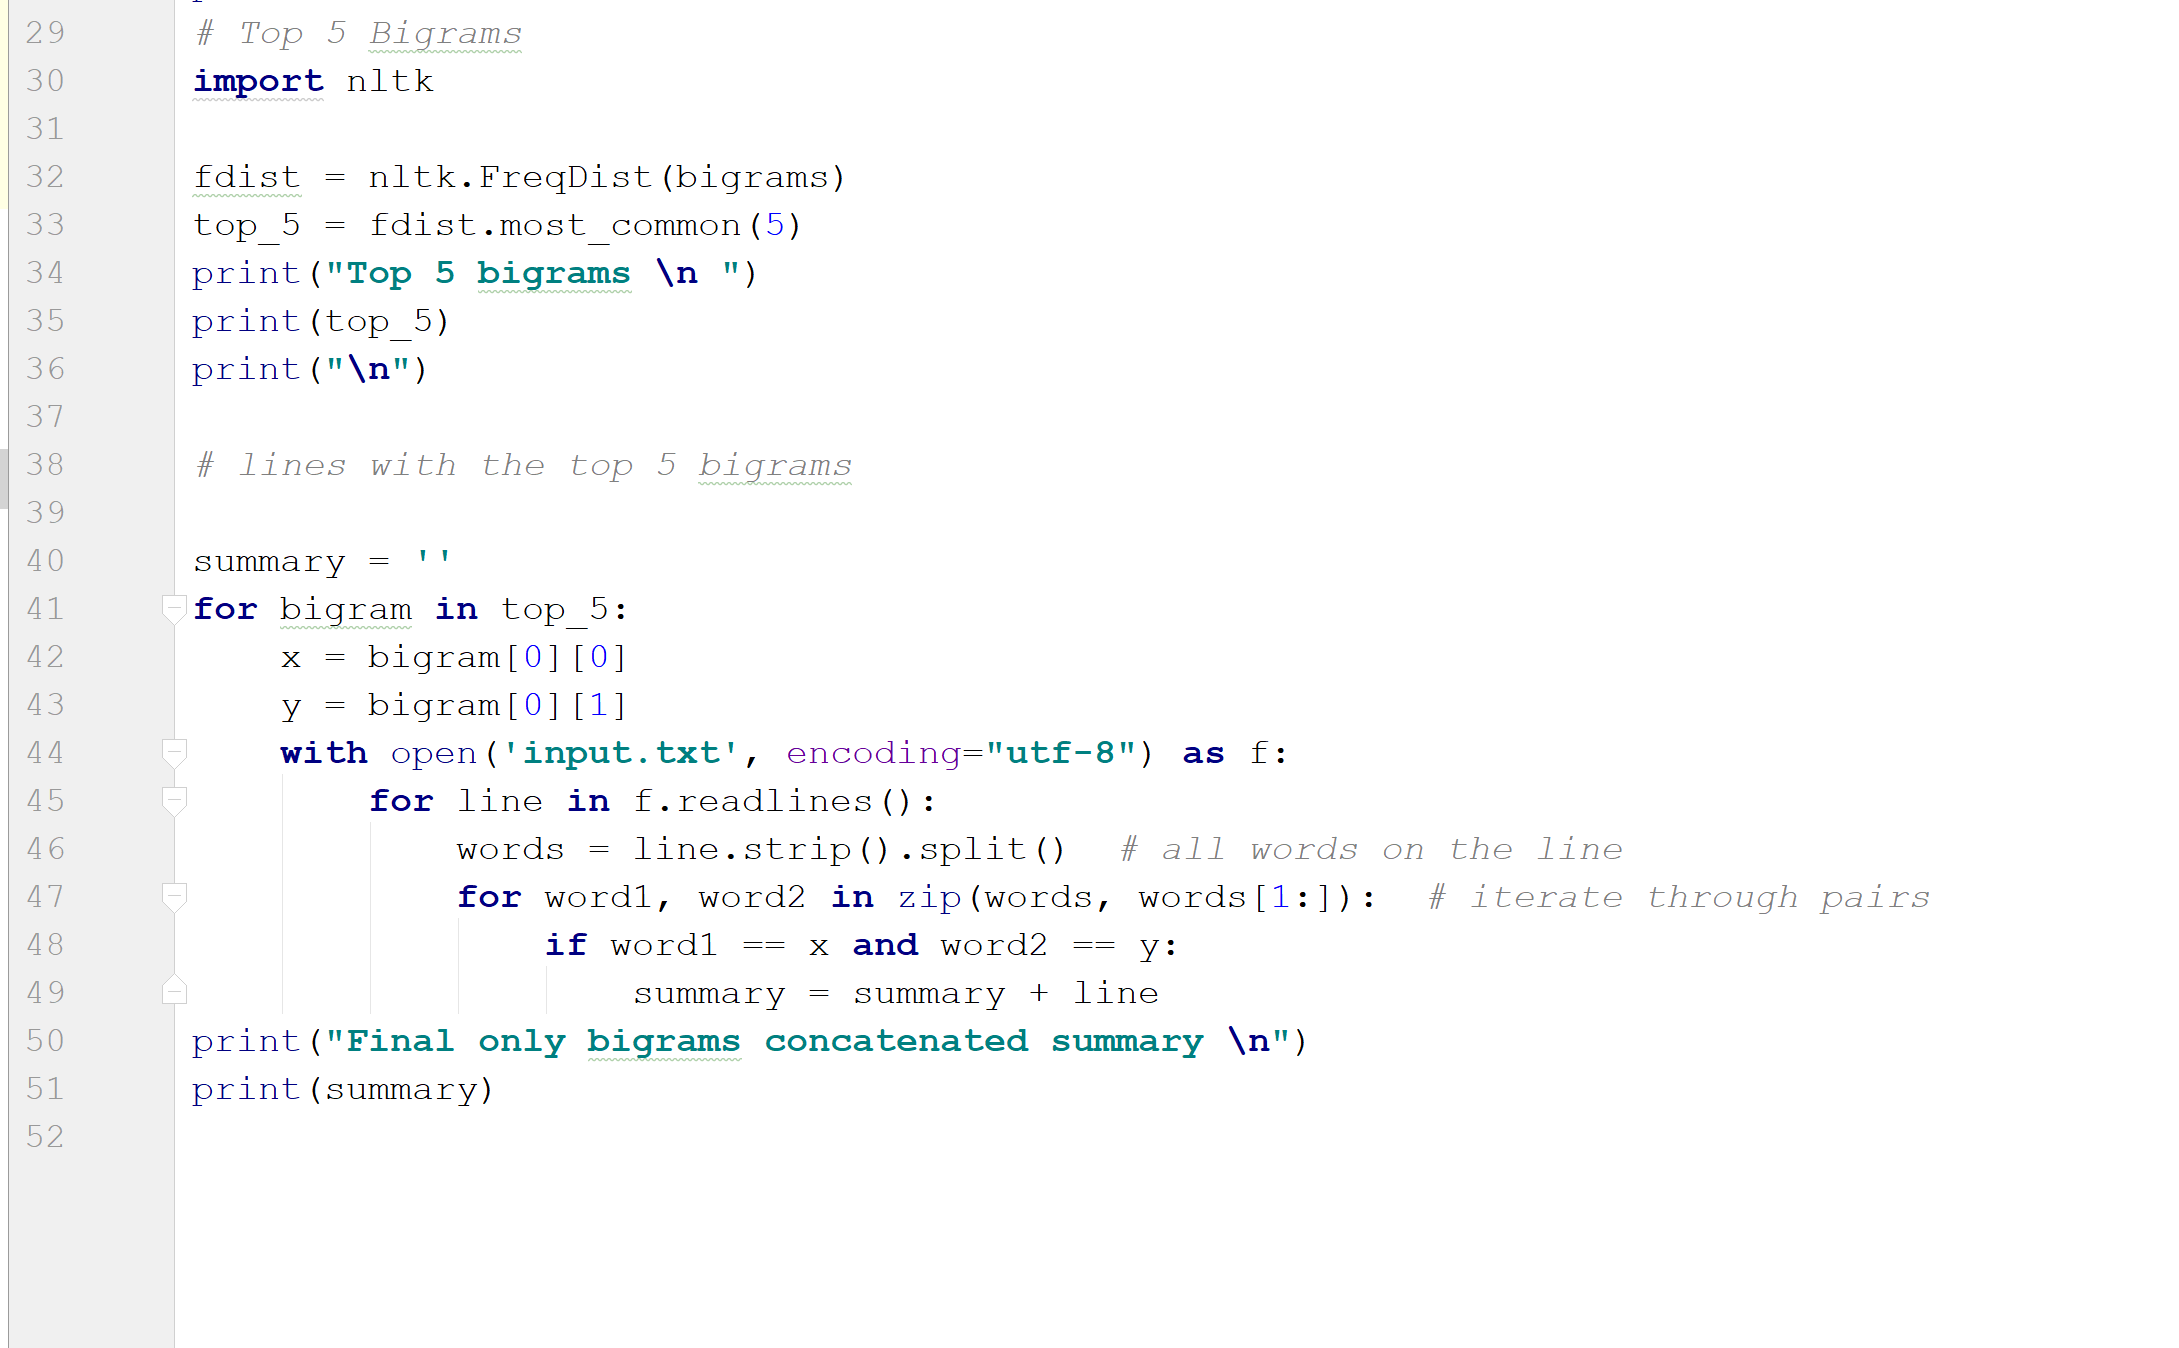 29 # Top 5 Bigrams
30 import nltk
31
32 fdist = nltk.FreqDist(bigrams)
33 top_5 = fdist.most_common(5)
34 print("Top 5 bigrams \n ")
35 print(top_5)
36 print("\n")
37
38 # lines with the top 5 bigrams
39
40 summary = ''
41 for bigram in top_5:
42     x = bigram[0][0]
43     y = bigram[0][1]
44     with open('input.txt', encoding="utf-8") as f:
45         for line in f.readlines():
46             words = line.strip().split()  # all words on the line
47             for word1, word2 in zip(words, words[1:]):  # iterate through pairs
48                 if word1 == x and word2 == y:
49                     summary = summary + line
50 print("Final only bigrams concatenated summary \n")
51 print(summary)
52